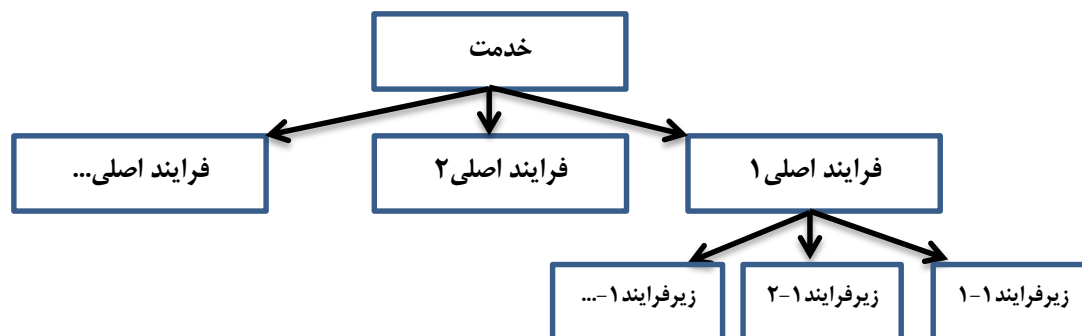 خدمت
فرایند اصلی۱
فرایند اصلی۲
فرایند اصلی...
زیرفرایند۱-۱
زیرفرایند۱-۲
زیرفرایند۱-...